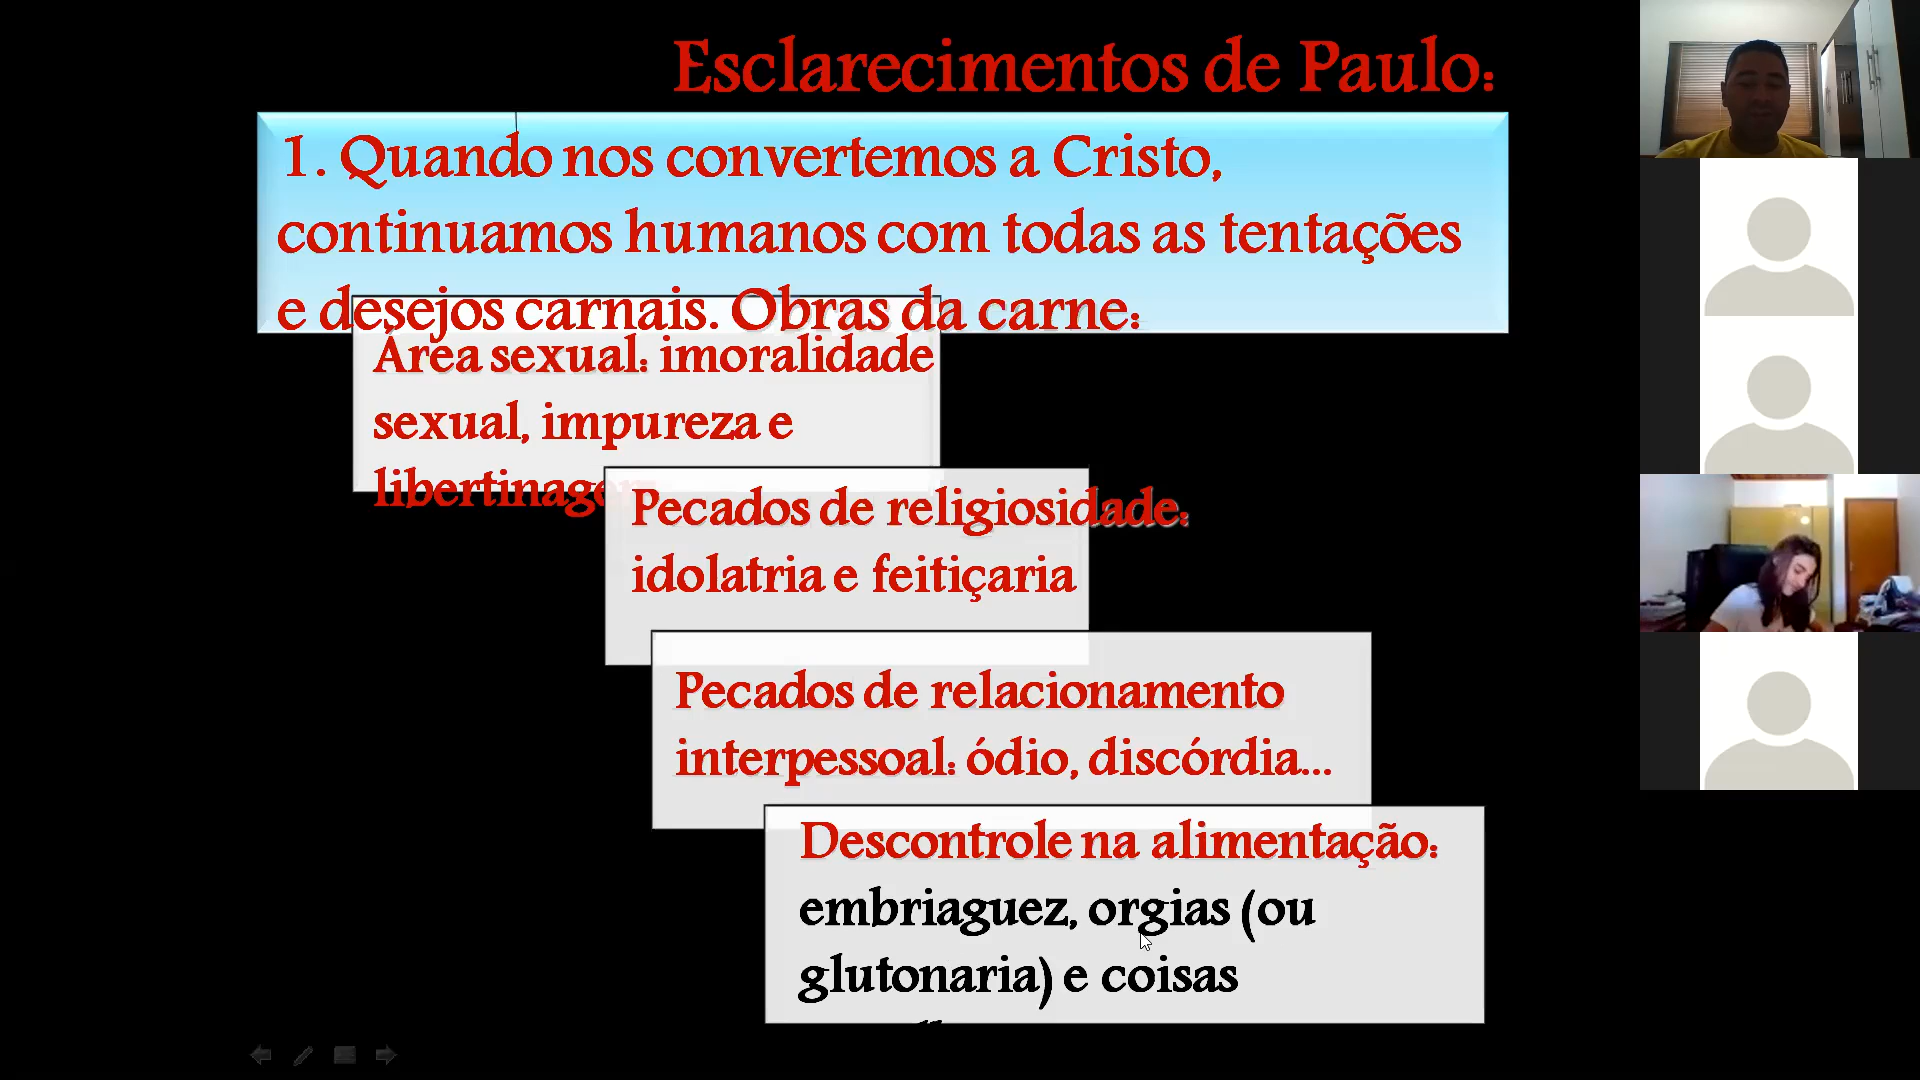 Esclarecimentos de Paulo:
1. Quando nos convertemos a Cristo,
continuamos humanos com todas as tentações
e desejos carnais. Obras da carne:
Área sexual: imoralidade
sexual, impureza e
libertinagem
Pecados de religiosidade:
idolatria e feitiçaria
Pecados de relacionamento
interpessoal: ódio, discórdia...
Descontrole na alimentação:
embriaguez, orgias (ou
glutonaria) e coisas